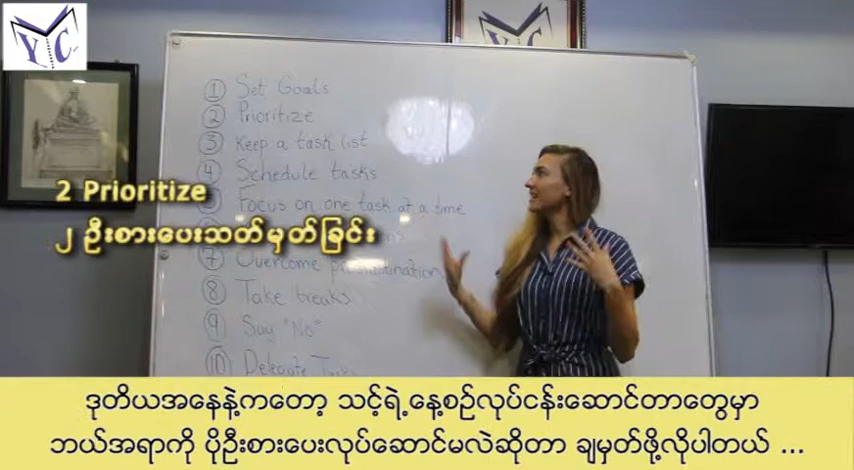 YC
YC
① Set Goals
② Prioritize
③ Keep a task list
④ Schedule tasks
Focus on one task at a time
2 Prioritize
၂ ဦးစားပေးသတ်မှတ်ခြင်း
⑦ Overcome procrastination
⑧ Take breaks
⑨ Say "No"
⑩ Delegate Tasks
ဒုတိယအနေနဲ့ကတော့ သင့်ရဲ့နေ့စဉ်လုပ်ငန်းဆောင်တာတွေမှာ
ဘယ်အရာကို ပိုဦးစားပေးလုပ်ဆောင်မလဲဆိုတာ ချမှတ်ဖို့လိုပါတယ် ...